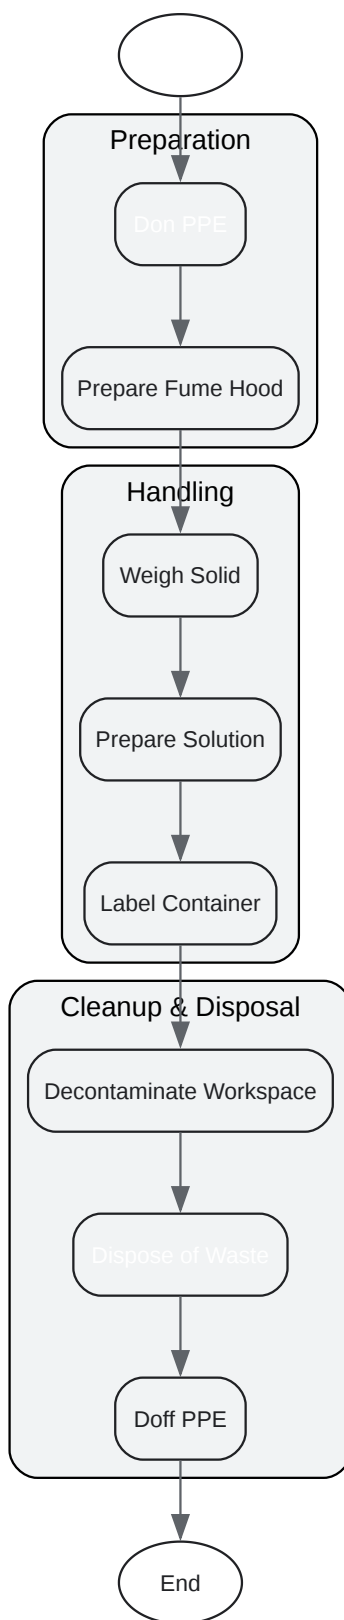 Preparation
Don PPE
Prepare Fume Hood
Handling
Weigh Solid
Prepare Solution
Label Container
Cleanup & Disposal
Decontaminate Workspace
Dispose of Waste
Doff PPE
End